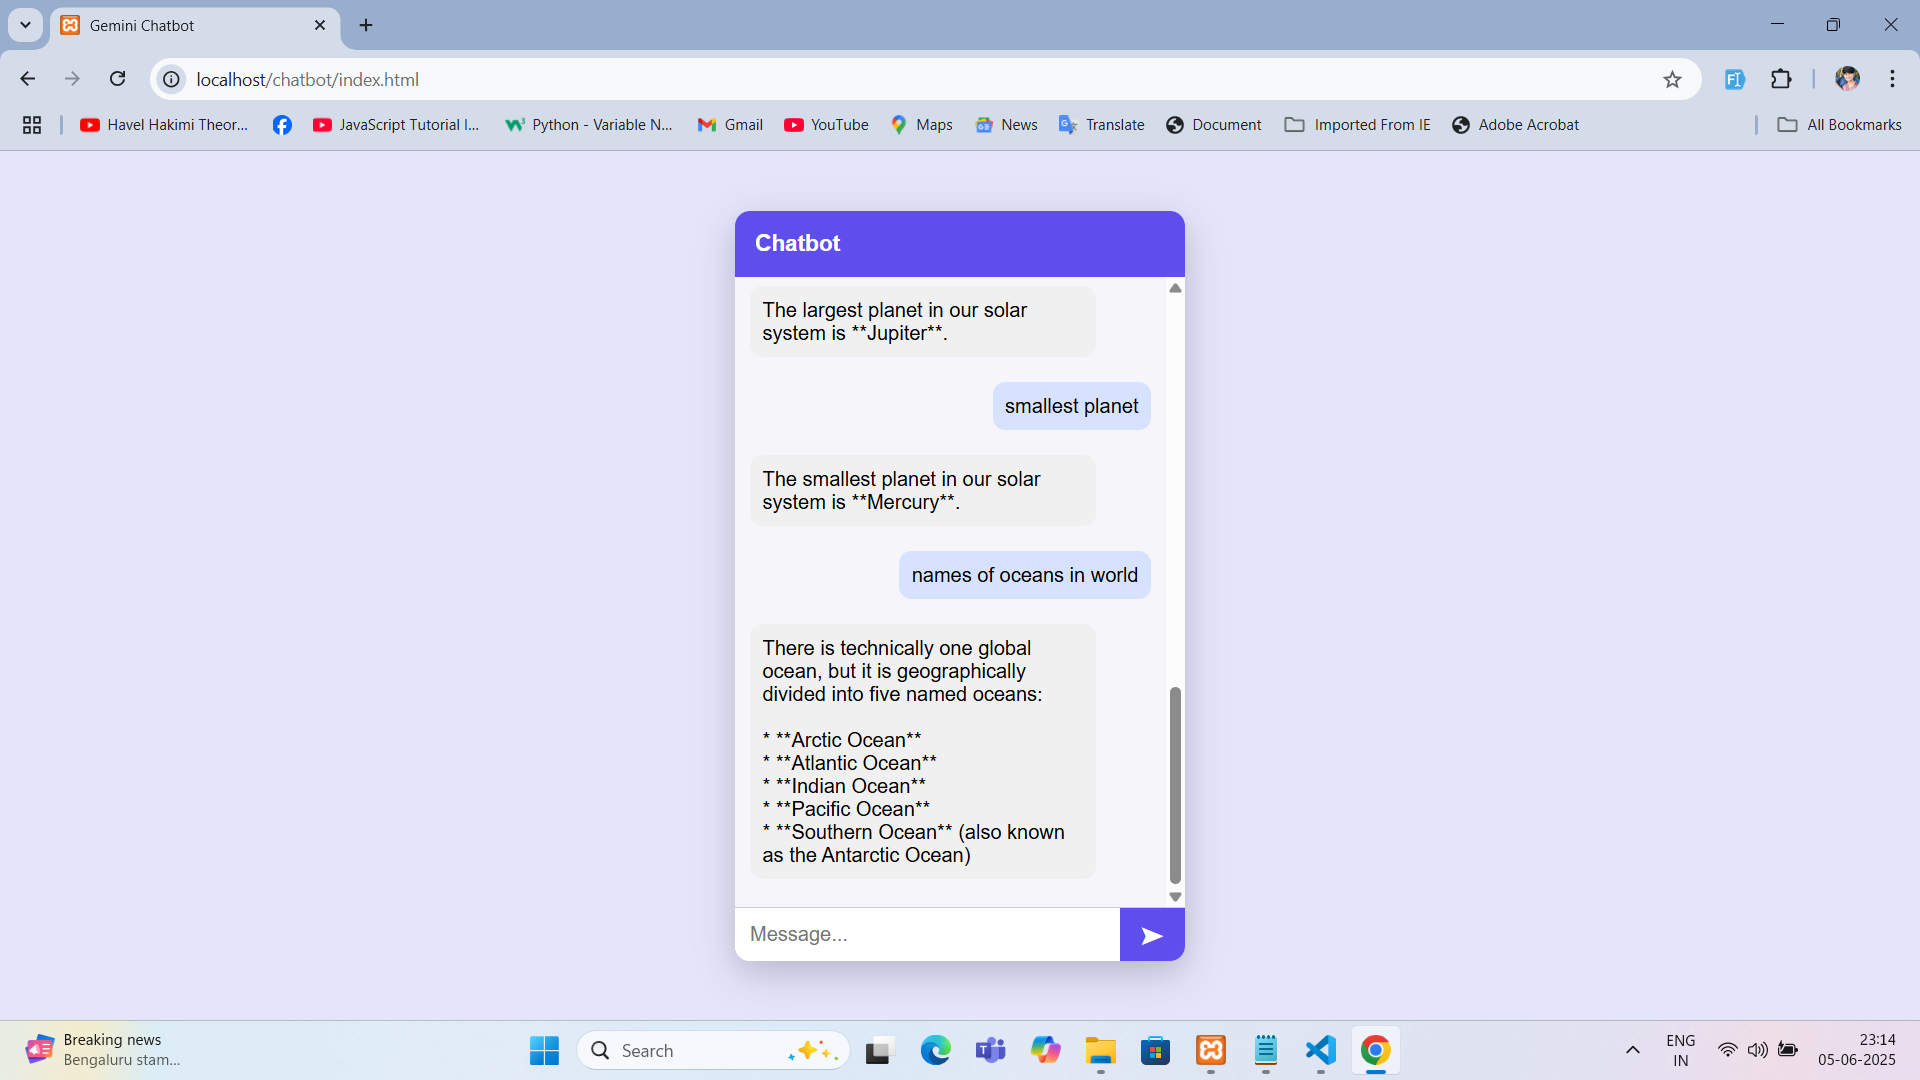 Gemini Chatbot
localhost/chatbot/index.html
Havel Hakimi Theor...
JavaScript Tutorial I...
Python - Variable N...
Gmail
YouTube
Maps
News
Translate
Document
Imported From IE
Adobe Acrobat
All Bookmarks
Chatbot
The largest planet in our solar
system is **Jupiter**.
smallest planet
The smallest planet in our solar
system is **Mercury**.
names of oceans in world
There is technically one global
ocean, but it is geographically
divided into five named oceans:
* **Arctic Ocean**
* **Atlantic Ocean**
* **Indian Ocean**
* **Pacific Ocean**
* **Southern Ocean** (also known
as the Antarctic Ocean)
Message...
Breaking news
Bengaluru stam...
Search
ENG
IN
23:14
05-06-2025